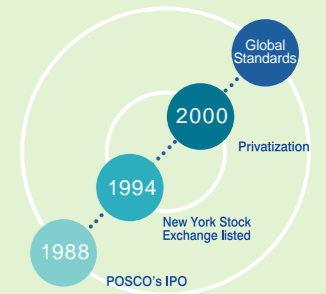 Global
Standards
2000
Privatization
1994
New York Stock
Exchange listed
1988
POSCO's IPO